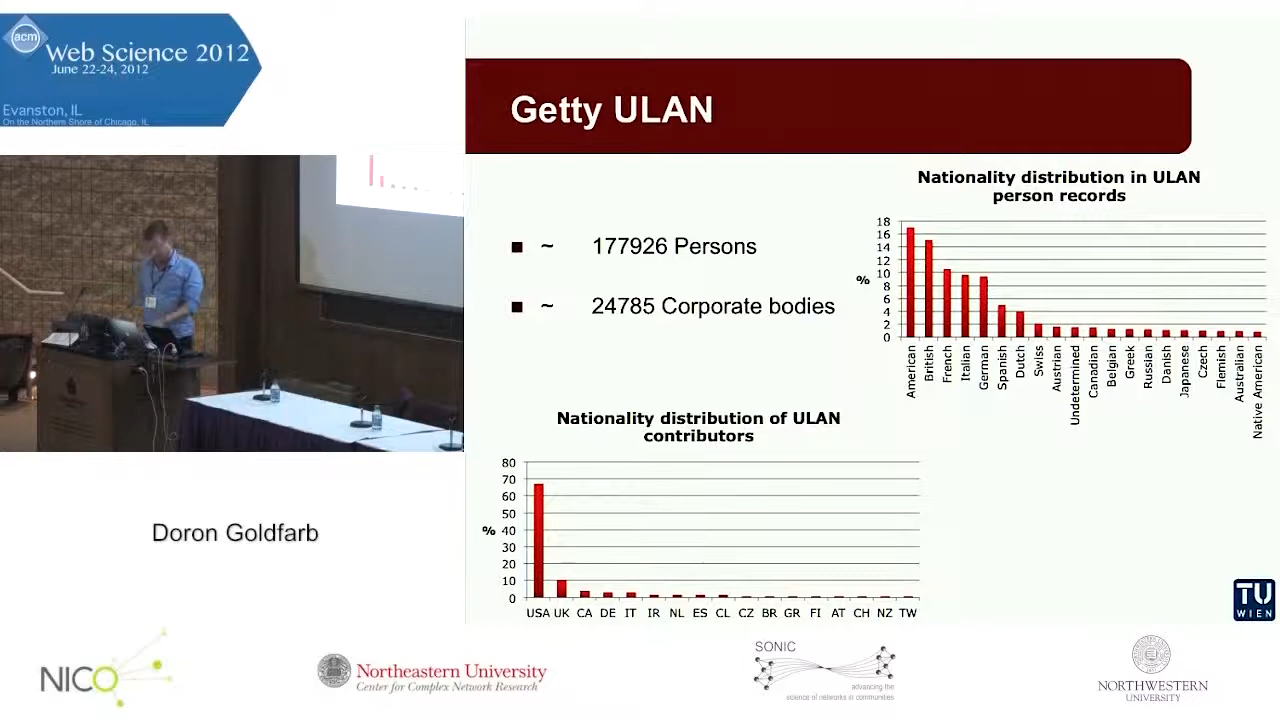 acm
Web Science 2012
June 22-24, 2012
Evanston, IL
On the Northern Shore of Chicago, IL
Getty ULAN
~ 177926 Persons
~ 24785 Corporate bodies
Nationality distribution in ULAN
person records
18
16
14
12
10
8
6
4
2
0
%
American
British
French
Italian
German
Spanish
Dutch
Swiss
Austrian
Undetermined
Canadian
Belgian
Greek
Russian
Danish
Japanese
Czech
Flemish
Australian
Native American
Nationality distribution of ULAN
contributors
80
70
60
50
40
30
20
10
0
%
USA UK CA DE IT IR NL ES CL CZ BR GR FI AT CH NZ TW
TU
WIEN
Doron Goldfarb
NICO
Northeastern University
Center for Complex Network Research
SONIC
advancing the
science of networks in communities
NORTHWESTERN
UNIVERSITY